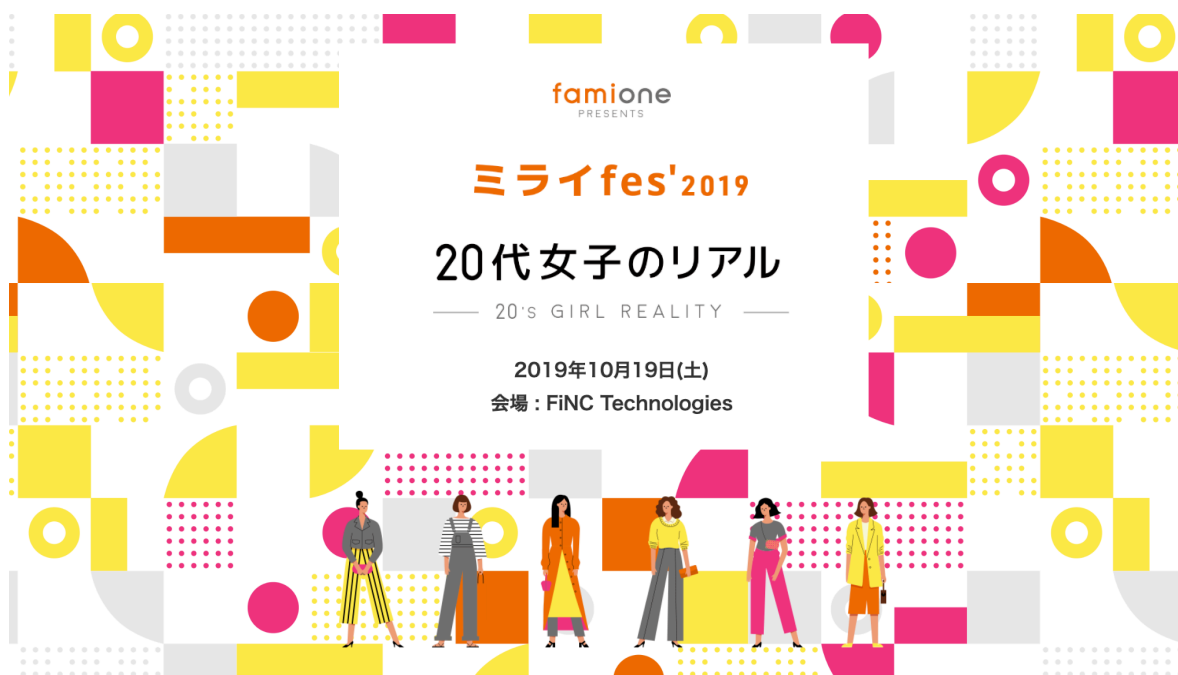 famione
PRESENTS
ミライfes'2019
20代女子のリアル
20's GIRL REALITY
2019年10月19日(土)
会場 : FiNC Technologies